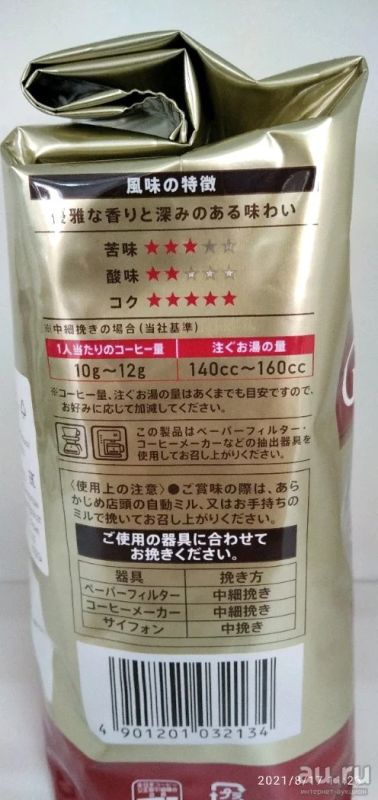 風味の特徴
優雅な香りと深みのある味わい
苦味 ★★★☆☆
酸味 ★★☆☆☆
コク ★★★★★
※中細挽きの場合(当社基準)
1人当たりのコーヒー量 注ぐお湯の量
10g〜12g 140cc〜160cc
※コーヒー量、注ぐお湯の量はあくまでも目安ですので、
お好みに応じて加減してください。
この製品はペーパーフィルター・
コーヒーメーカーなどの抽出器具を
使用してお召し上がりください。
〈使用上の注意〉●ご賞味の際は、あら
かじめ店頭の自動ミル、又はお手持ち
のミルで挽いてお召し上がりください。
ご使用の器具に合わせて
お挽きください。
器具 挽き方
ペーパーフィルター 中細挽き
コーヒーメーカー 中細挽き
サイフォン 中挽き
4 901201 032134
2021/8/17 11:23
au.ru
интернет-аукцион